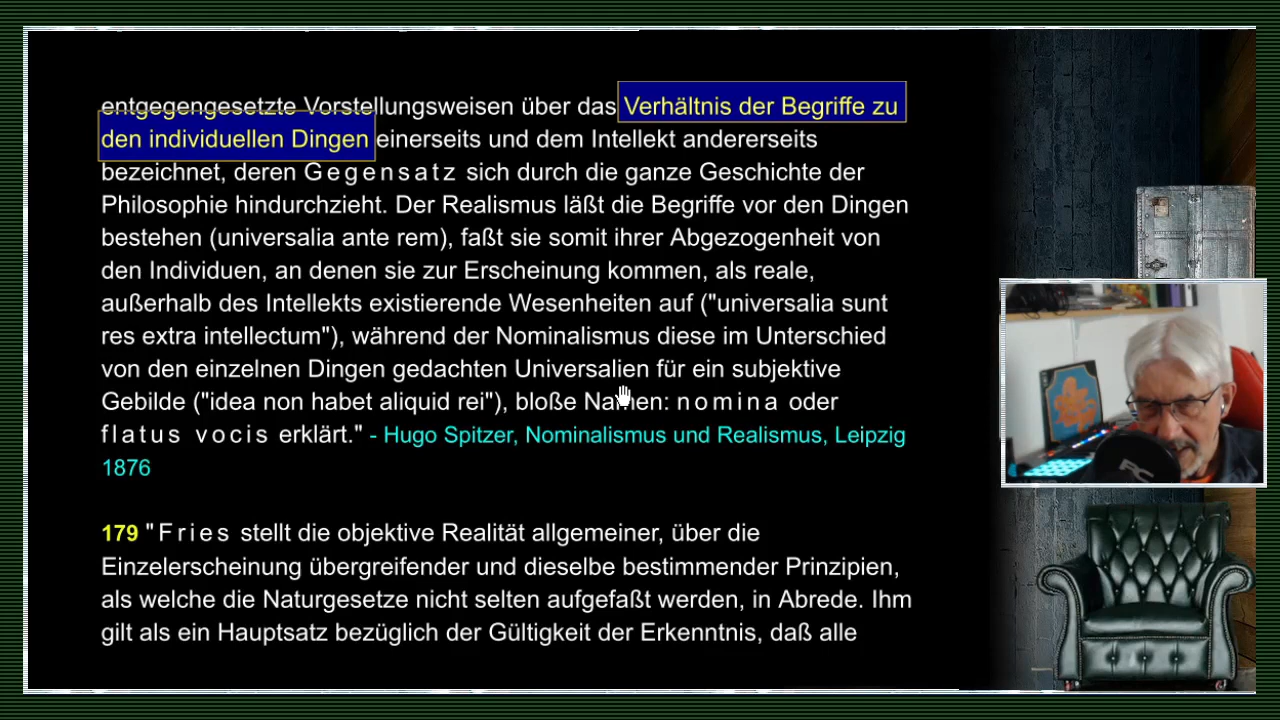 entgegengesetzte Vorstellungsweisen über das Verhältnis der Begriffe zu
den individuellen Dingen einerseits und dem Intellekt andererseits
bezeichnet, deren Gegensatz sich durch die ganze Geschichte der
Philosophie hindurchzieht. Der Realismus läßt die Begriffe vor den Dingen
bestehen (universalia ante rem), faßt sie somit ihrer Abgezogenheit von
den Individuen, an denen sie zur Erscheinung kommen, als reale,
außerhalb des Intellekts existierende Wesenheiten auf ("universalia sunt
res extra intellectum"), während der Nominalismus diese im Unterschied
von den einzelnen Dingen gedachten Universalien für ein subjektive
Gebilde ("idea non habet aliquid rei"), bloße Namen: nomina oder
flatus vocis erklärt." - Hugo Spitzer, Nominalismus und Realismus, Leipzig
1876
179 "Fries stellt die objektive Realität allgemeiner, über die
Einzelerscheinung übergreifender und dieselbe bestimmender Prinzipien,
als welche die Naturgesetze nicht selten aufgefaßt werden, in Abrede. Ihm
gilt als ein Hauptsatz bezüglich der Gültigkeit der Erkenntnis, daß alle